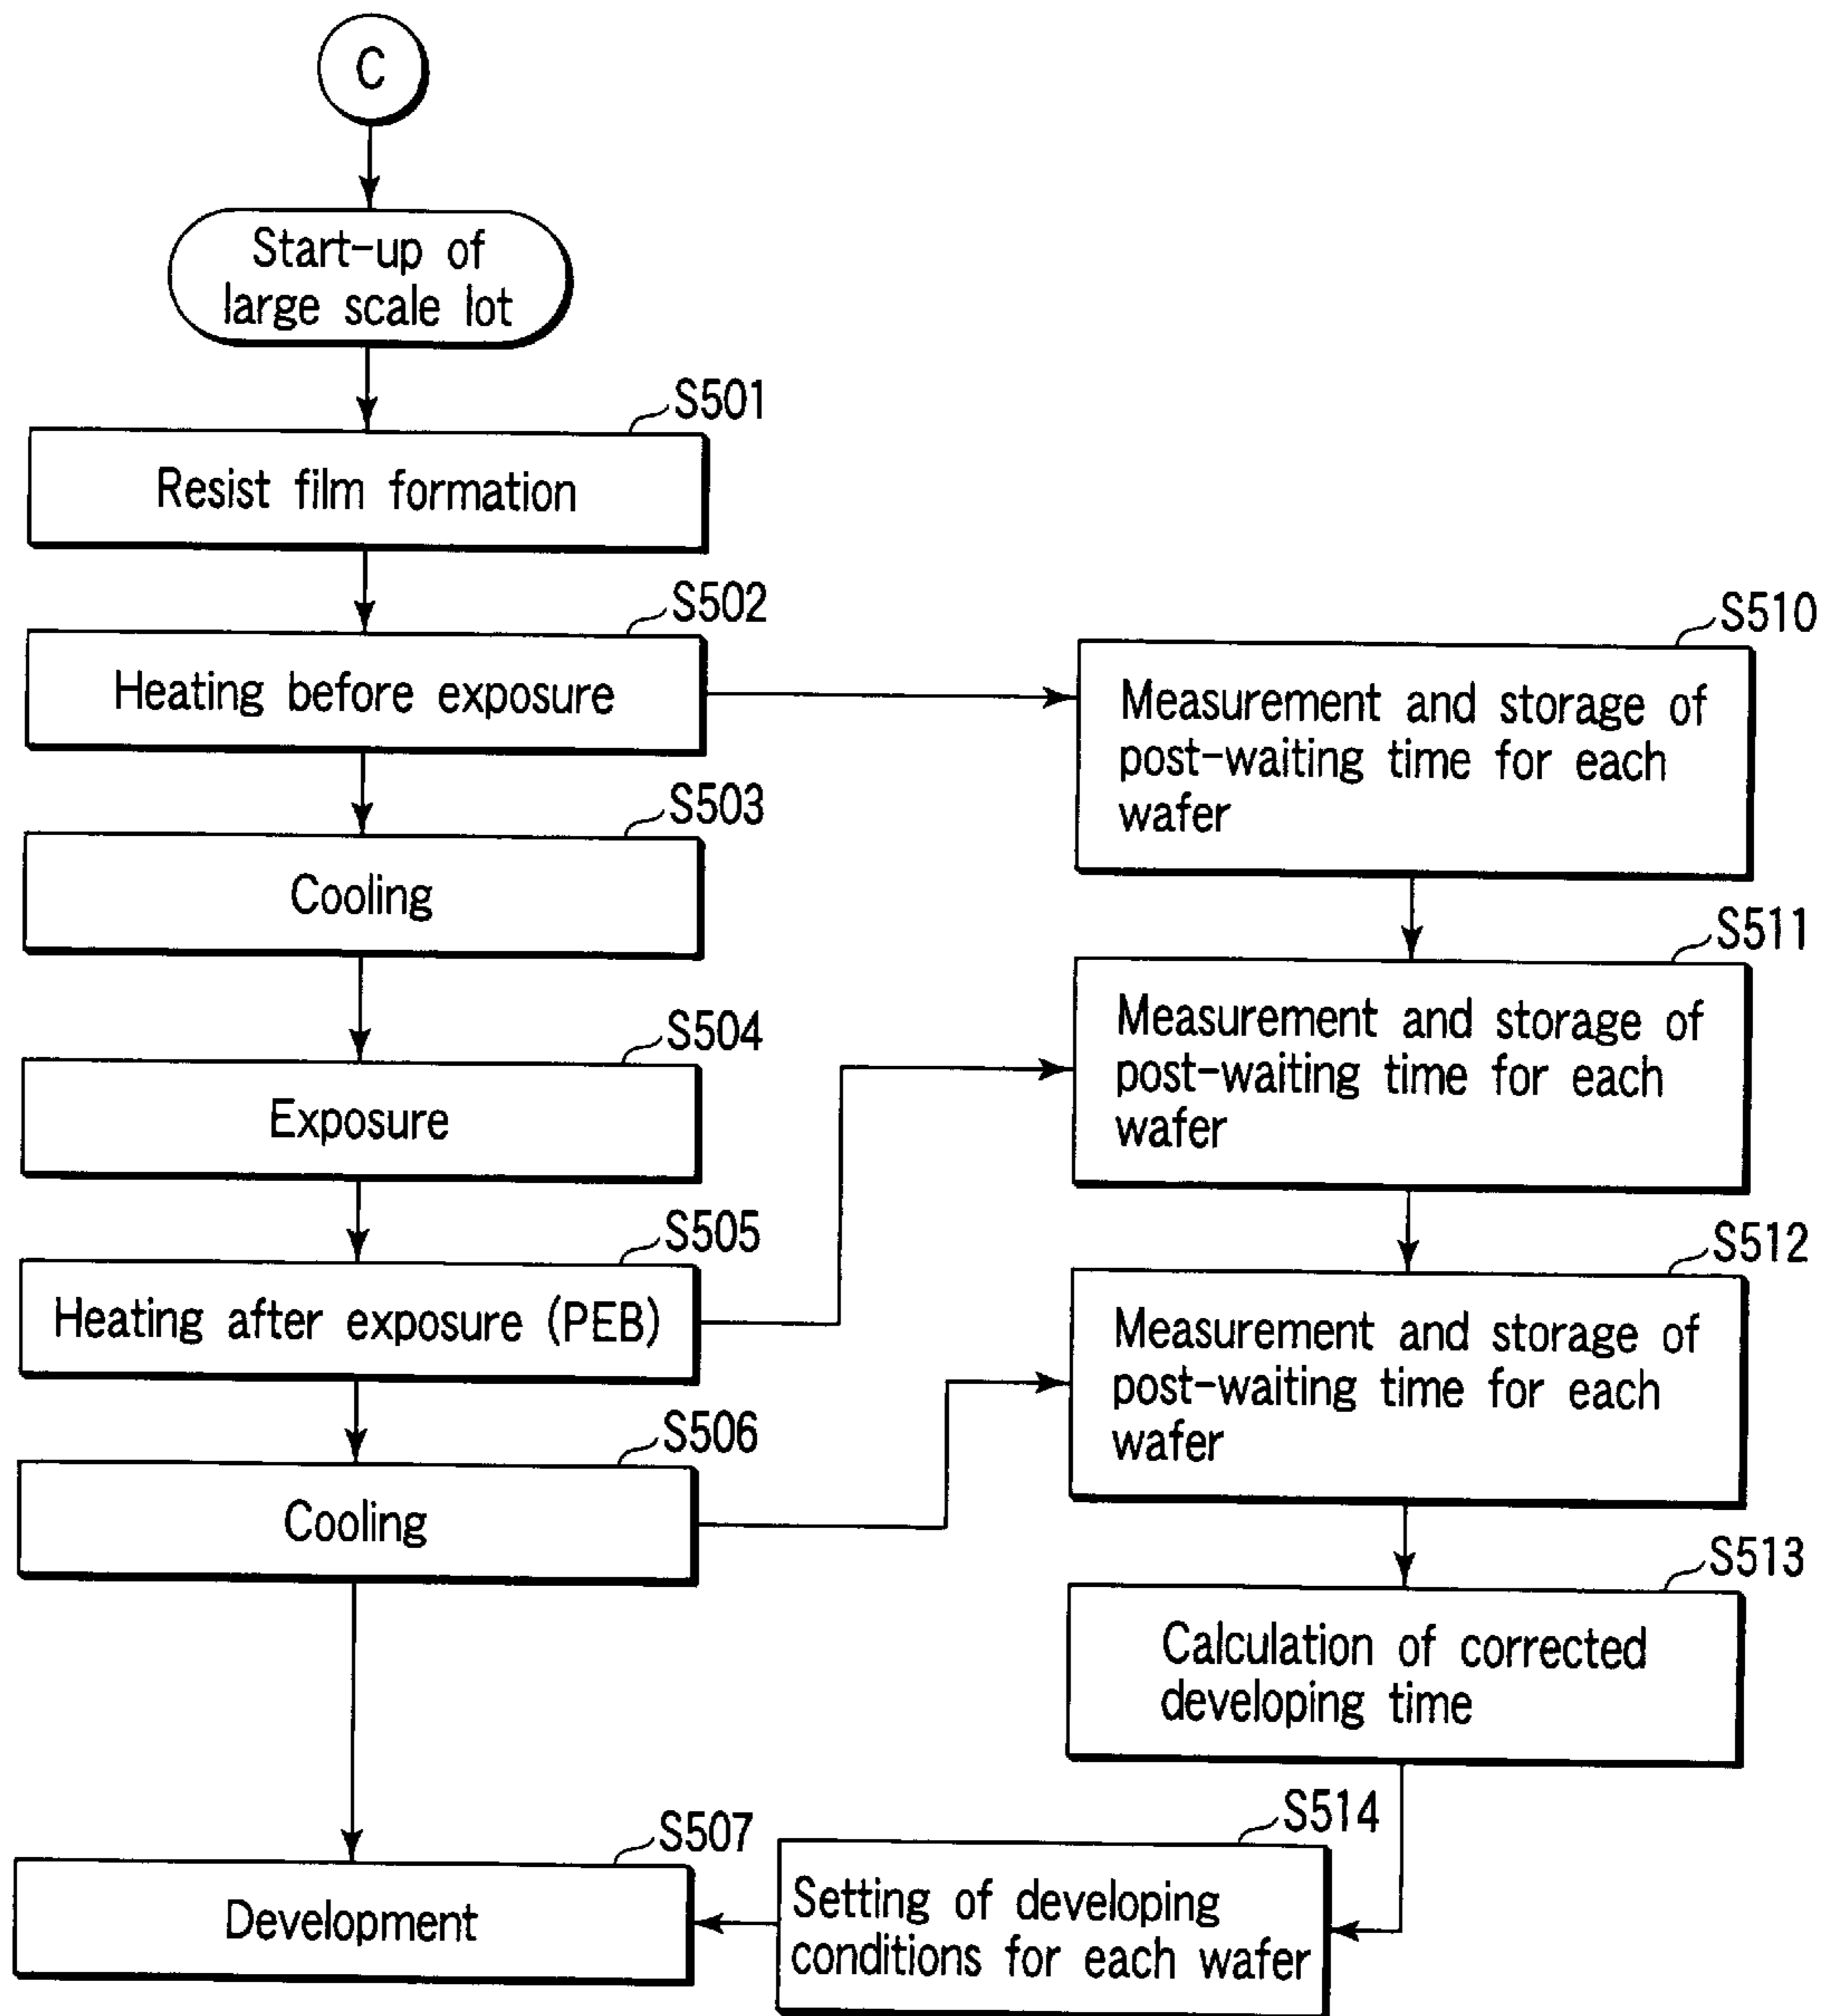 C
Start-up of
large scale lot
S501
Resist film formation
S502
Heating before exposure
S503
Cooling
S504
Exposure
S505
Heating after exposure (PEB)
S506
Cooling
S507
Development
S510
Measurement and storage of
post-waiting time for each
wafer
S511
Measurement and storage of
post-waiting time for each
wafer
S512
Measurement and storage of
post-waiting time for each
wafer
S513
Calculation of corrected
developing time
S514
Setting of developing
conditions for each wafer